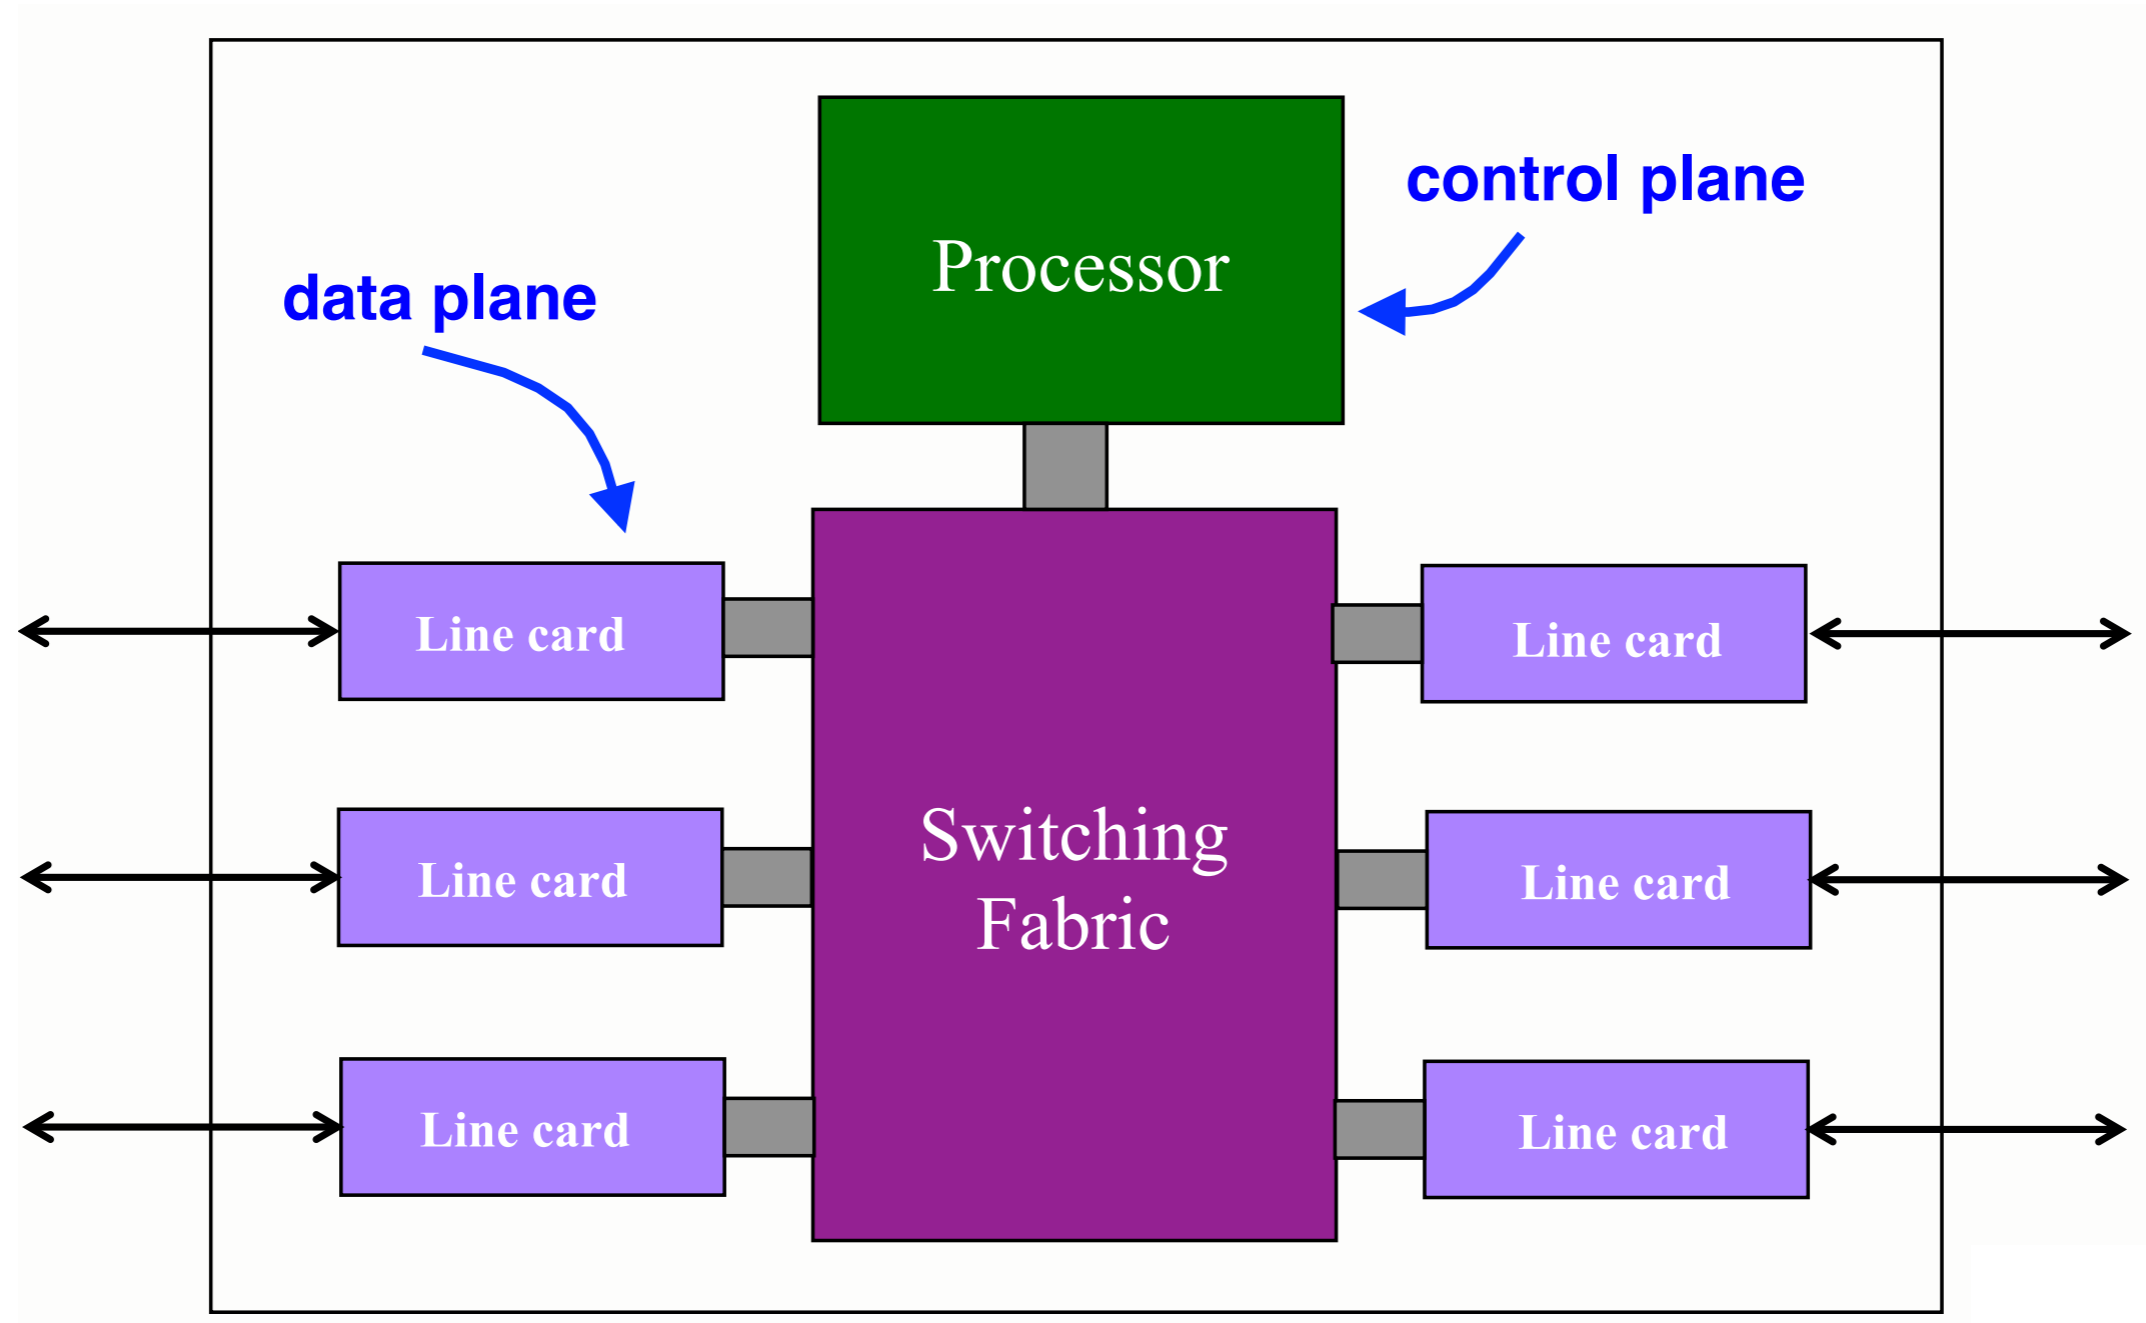 control plane
Processor
data plane
Line card
Line card
Switching
Fabric
Line card
Line card
Line card
Line card